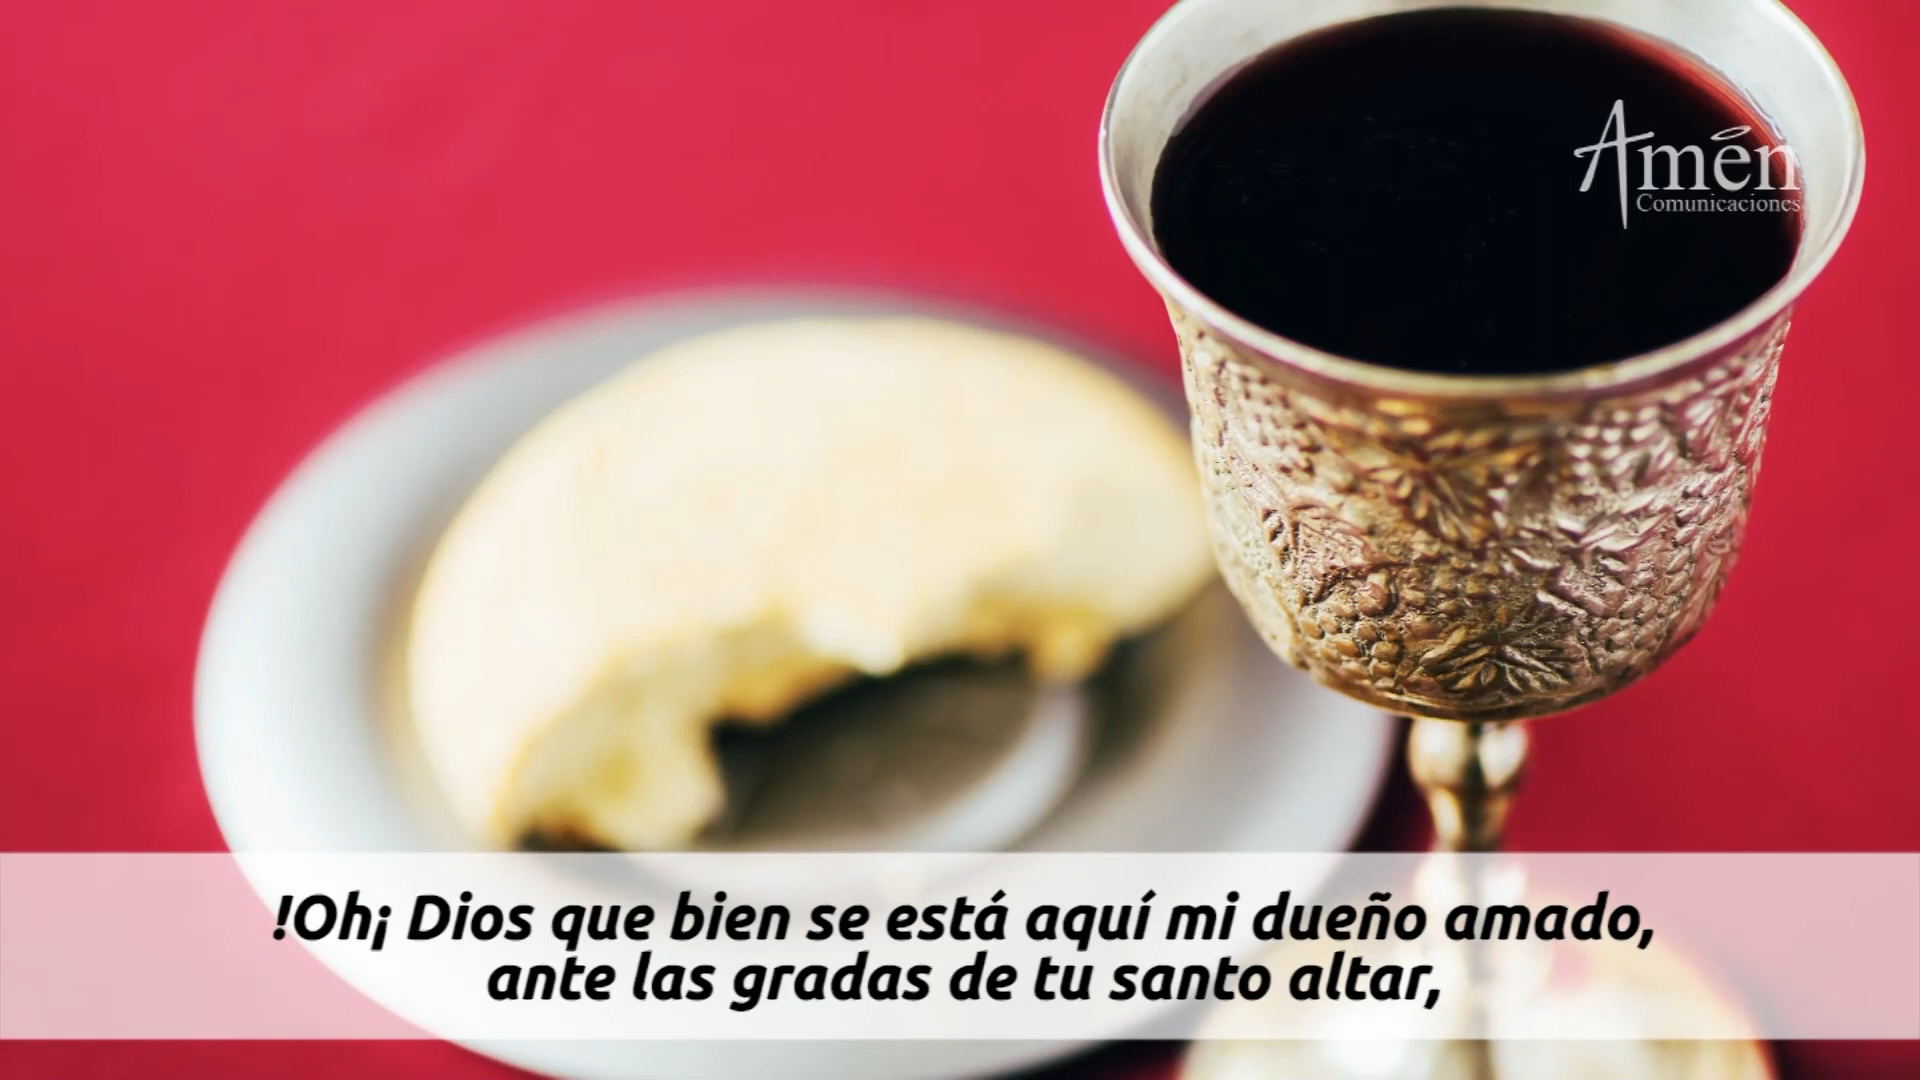 Amén
Comunicaciones
!Oh¡ Dios que bien se está aquí mi dueño amado,
ante las gradas de tu santo altar,